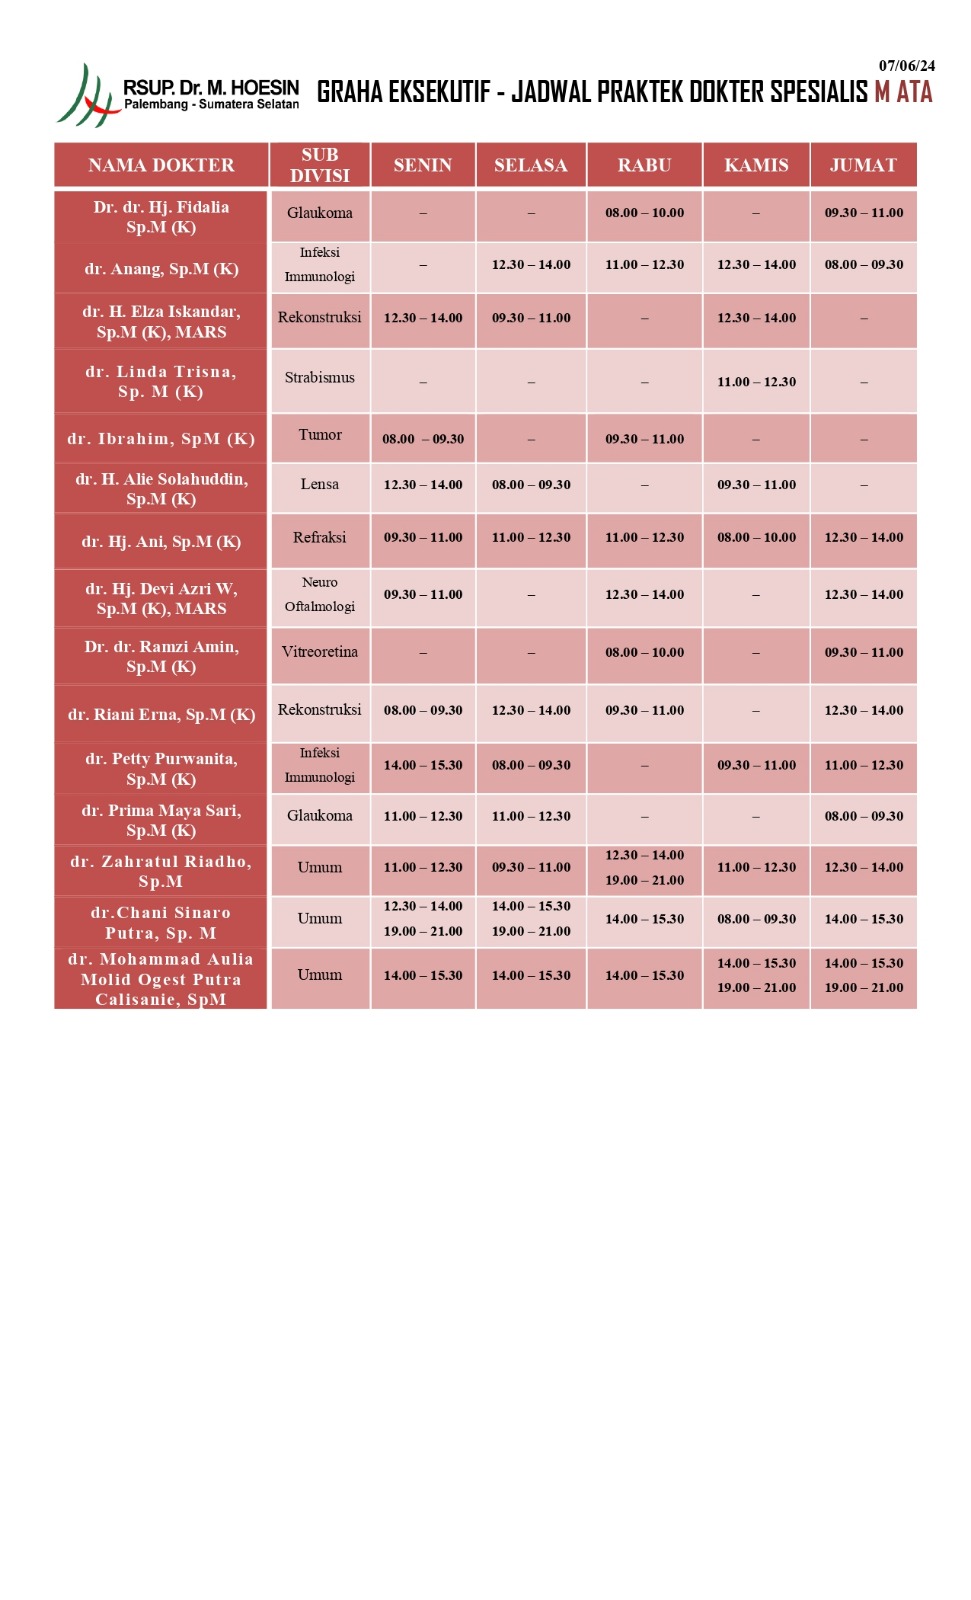 07/06/24
RSUP. Dr. M. HOESIN
Palembang - Sumatera Selatan
GRAHA EKSEKUTIF - JADWAL PRAKTEK DOKTER SPESIALIS M ATA
NAMA DOKTER SUB DIVISI SENIN SELASA RABU KAMIS JUMAT
Dr. dr. Hj. Fidalia
Sp.M (K)
Glaukoma – – 08.00 – 10.00 – 09.30 – 11.00
dr. Anang, Sp.M (K)
Infeksi
Immunologi
– 12.30 – 14.00 11.00 – 12.30 12.30 – 14.00 08.00 – 09.30
dr. H. Elza Iskandar,
Sp.M (K), MARS
Rekonstruksi 12.30 – 14.00 09.30 – 11.00 – 12.30 – 14.00 –
dr. Linda Trisna,
Sp. M (K)
Strabismus – – – 11.00 – 12.30 –
dr. Ibrahim, SpM (K) Tumor 08.00 – 09.30 – 09.30 – 11.00 – –
dr. H. Alie Solahuddin,
Sp.M (K)
Lensa 12.30 – 14.00 08.00 – 09.30 – 09.30 – 11.00 –
dr. Hj. Ani, Sp.M (K) Refraksi 09.30 – 11.00 11.00 – 12.30 11.00 – 12.30 08.00 – 10.00 12.30 – 14.00
dr. Hj. Devi Azri W,
Sp.M (K), MARS
Neuro
Oftalmologi
09.30 – 11.00 – 12.30 – 14.00 – 12.30 – 14.00
Dr. dr. Ramzi Amin,
Sp.M (K)
Vitreoretina – – 08.00 – 10.00 – 09.30 – 11.00
dr. Riani Erna, Sp.M (K) Rekonstruksi 08.00 – 09.30 12.30 – 14.00 09.30 – 11.00 – 12.30 – 14.00
dr. Petty Purwanita,
Sp.M (K)
Infeksi
Immunologi
14.00 – 15.30 08.00 – 09.30 – 09.30 – 11.00 11.00 – 12.30
dr. Prima Maya Sari,
Sp.M (K)
Glaukoma 11.00 – 12.30 11.00 – 12.30 – – 08.00 – 09.30
dr. Zahratul Riadho,
Sp.M
Umum 11.00 – 12.30 09.30 – 11.00
12.30 – 14.00
19.00 – 21.00
11.00 – 12.30 12.30 – 14.00
dr.Chani Sinaro
Putra, Sp. M
Umum
12.30 – 14.00
19.00 – 21.00
14.00 – 15.30
19.00 – 21.00
14.00 – 15.30 08.00 – 09.30 14.00 – 15.30
dr. Mohammad Aulia
Molid Ogest Putra
Calisanie, SpM
Umum 14.00 – 15.30 14.00 – 15.30 14.00 – 15.30
14.00 – 15.30
19.00 – 21.00
14.00 – 15.30
19.00 – 21.00